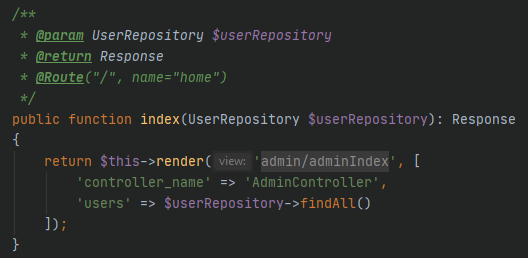 /**
 * @param UserRepository $userRepository
 * @return Response
 * @Route("/", name="home")
 */
public function index(UserRepository $userRepository): Response
{
    return $this->render( view: 'admin/adminIndex', [
        'controller_name' => 'AdminController',
        'users' => $userRepository->findAll()
    ]);
}